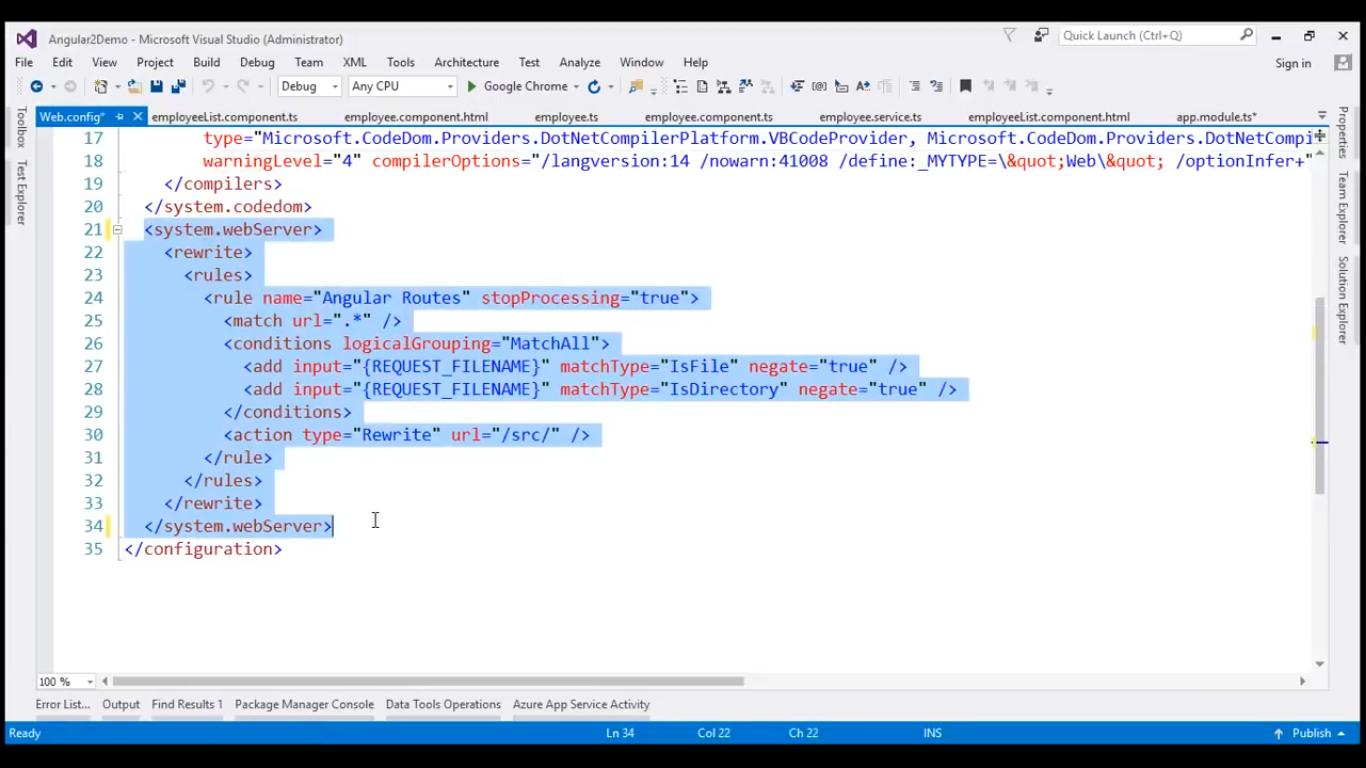 Angular2Demo - Microsoft Visual Studio (Administrator)
Quick Launch (Ctrl+Q)
File Edit View Project Build Debug Team XML Tools Architecture Test Analyze Window Help
Sign in
Debug Any CPU Google Chrome
Web.config* employeeList.component.ts employee.component.html employee.ts employee.component.ts employee.service.ts employeeList.component.html app.module.ts*
Toolbox
Test Explorer
17 type="Microsoft.CodeDom.Providers.DotNetCompilerPlatform.VBCodeProvider, Microsoft.CodeDom.Providers.DotNetCompi
18 warningLevel="4" compilerOptions="/langversion:14 /nowarn:41008 /define:_MYTYPE=\&quot;Web\&quot; /optionInfer+"
19 </compilers>
20 </system.codedom>
21 <system.webServer>
22 <rewrite>
23 <rules>
24 <rule name="Angular Routes" stopProcessing="true">
25 <match url=".*" />
26 <conditions logicalGrouping="MatchAll">
27 <add input="{REQUEST_FILENAME}" matchType="IsFile" negate="true" />
28 <add input="{REQUEST_FILENAME}" matchType="IsDirectory" negate="true" />
29 </conditions>
30 <action type="Rewrite" url="/src/" />
31 </rule>
32 </rules>
33 </rewrite>
34 </system.webServer>
35 </configuration>
Properties
Team Explorer
Solution Explorer
100 %
Error List... Output Find Results 1 Package Manager Console Data Tools Operations Azure App Service Activity
Ready Ln 34 Col 22 Ch 22 INS Publish